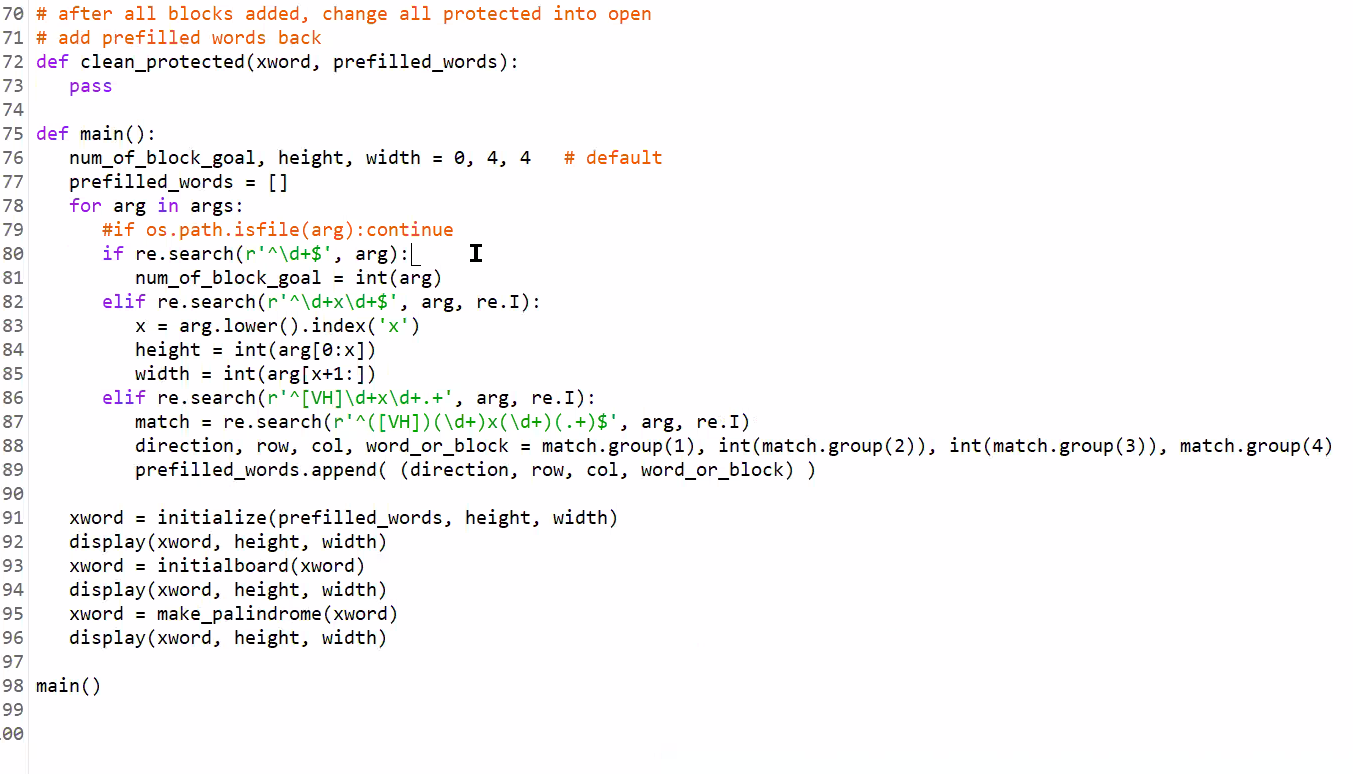 70 # after all blocks added, change all protected into open
71 # add prefilled words back
72 def clean_protected(xword, prefilled_words):
73    pass
74
75 def main():
76    num_of_block_goal, height, width = 0, 4, 4   # default
77    prefilled_words = []
78    for arg in args:
79       #if os.path.isfile(arg):continue
80       if re.search(r'^\d+$', arg):
81          num_of_block_goal = int(arg)
82       elif re.search(r'^\d+x\d+$', arg, re.I):
83          x = arg.lower().index('x')
84          height = int(arg[0:x])
85          width = int(arg[x+1:])
86       elif re.search(r'^[VH]\d+x\d+.+', arg, re.I):
87          match = re.search(r'^([VH])(\d+)x(\d+)(.+)$', arg, re.I)
88          direction, row, col, word_or_block = match.group(1), int(match.group(2)), int(match.group(3)), match.group(4)
89          prefilled_words.append( (direction, row, col, word_or_block) )
90
91    xword = initialize(prefilled_words, height, width)
92    display(xword, height, width)
93    xword = initialboard(xword)
94    display(xword, height, width)
95    xword = make_palindrome(xword)
96    display(xword, height, width)
97
98 main()
99
00